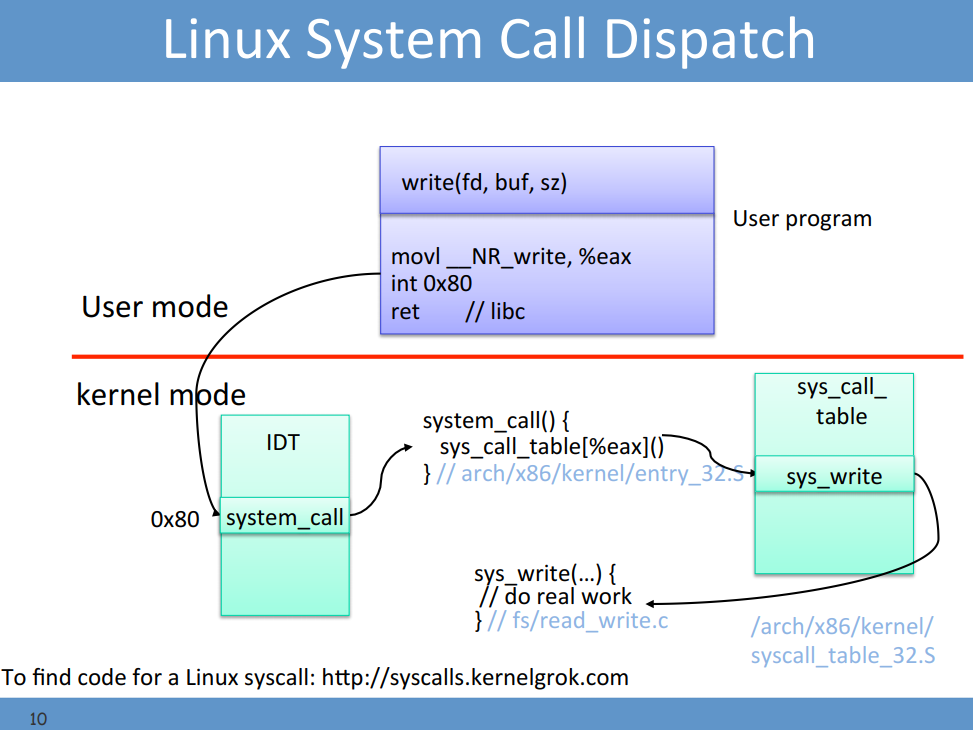 Linux System Call Dispatch
write(fd, buf, sz)
User program
movl __NR_write, %eax
int 0x80
ret // libc
User mode
kernel mode
IDT
0x80
system_call
system_call() {
sys_call_table[%eax]()
} // arch/x86/kernel/entry_32.S
sys_call_
table
sys_write
sys_write(...) {
// do real work
} // fs/read_write.c
/arch/x86/kernel/
syscall_table_32.S
To find code for a Linux syscall: http://syscalls.kernelgrok.com
10